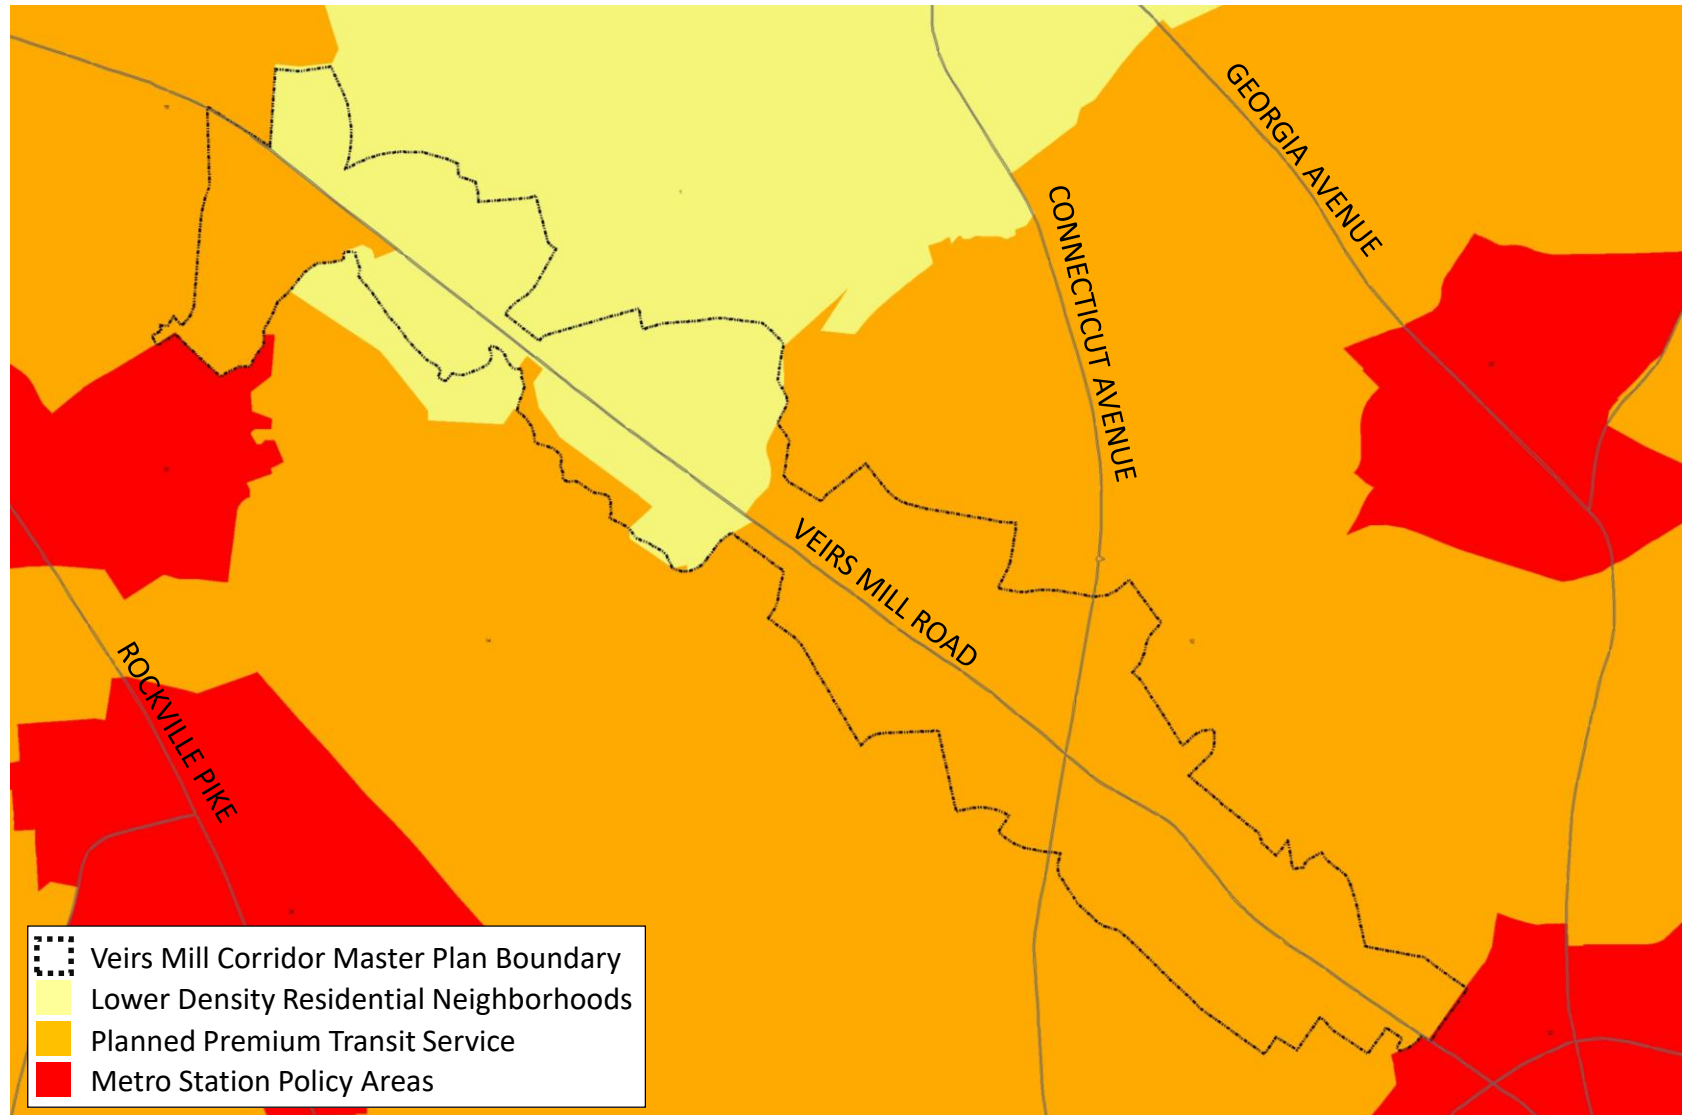 GEORGIA AVENUE
CONNECTICUT AVENUE
VEIRS MILL ROAD
ROCKVILLE PIKE
Veirs Mill Corridor Master Plan Boundary
Lower Density Residential Neighborhoods
Planned Premium Transit Service
Metro Station Policy Areas